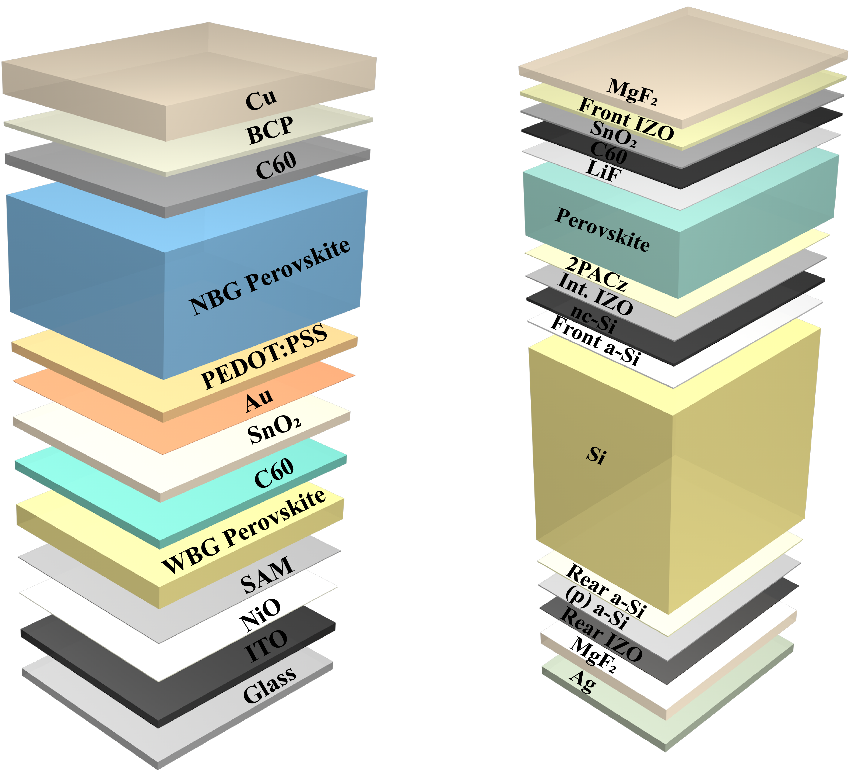 Cu
BCP
C60
NBG Perovskite
PEDOT:PSS
Au
SnO₂
C60
WBG Perovskite
SAM
NiO
ITO
Glass
MgF₂
Front IZO
SnO₂
C60
LiF
Perovskite
2PACz
Int. IZO
nc-Si
Front a-Si
Si
Rear a-Si
(p) a-Si
Rear IZO
MgF₂
Ag